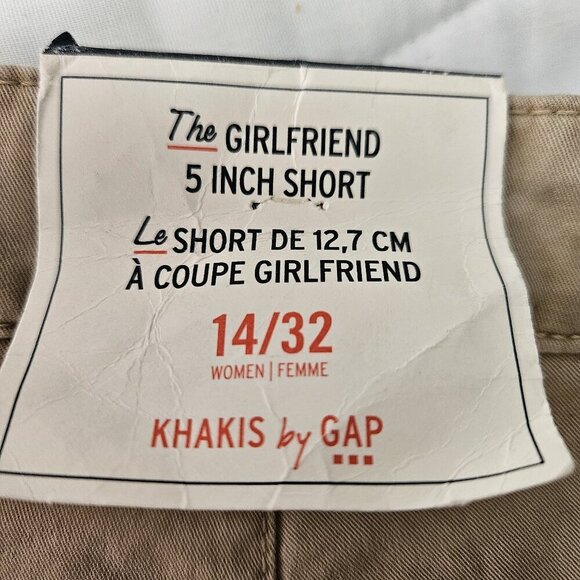 The GIRLFRIEND
5 INCH SHORT
Le SHORT DE 12,7 CM
À COUPE GIRLFRIEND
14/32
WOMEN | FEMME
KHAKIS by GAP